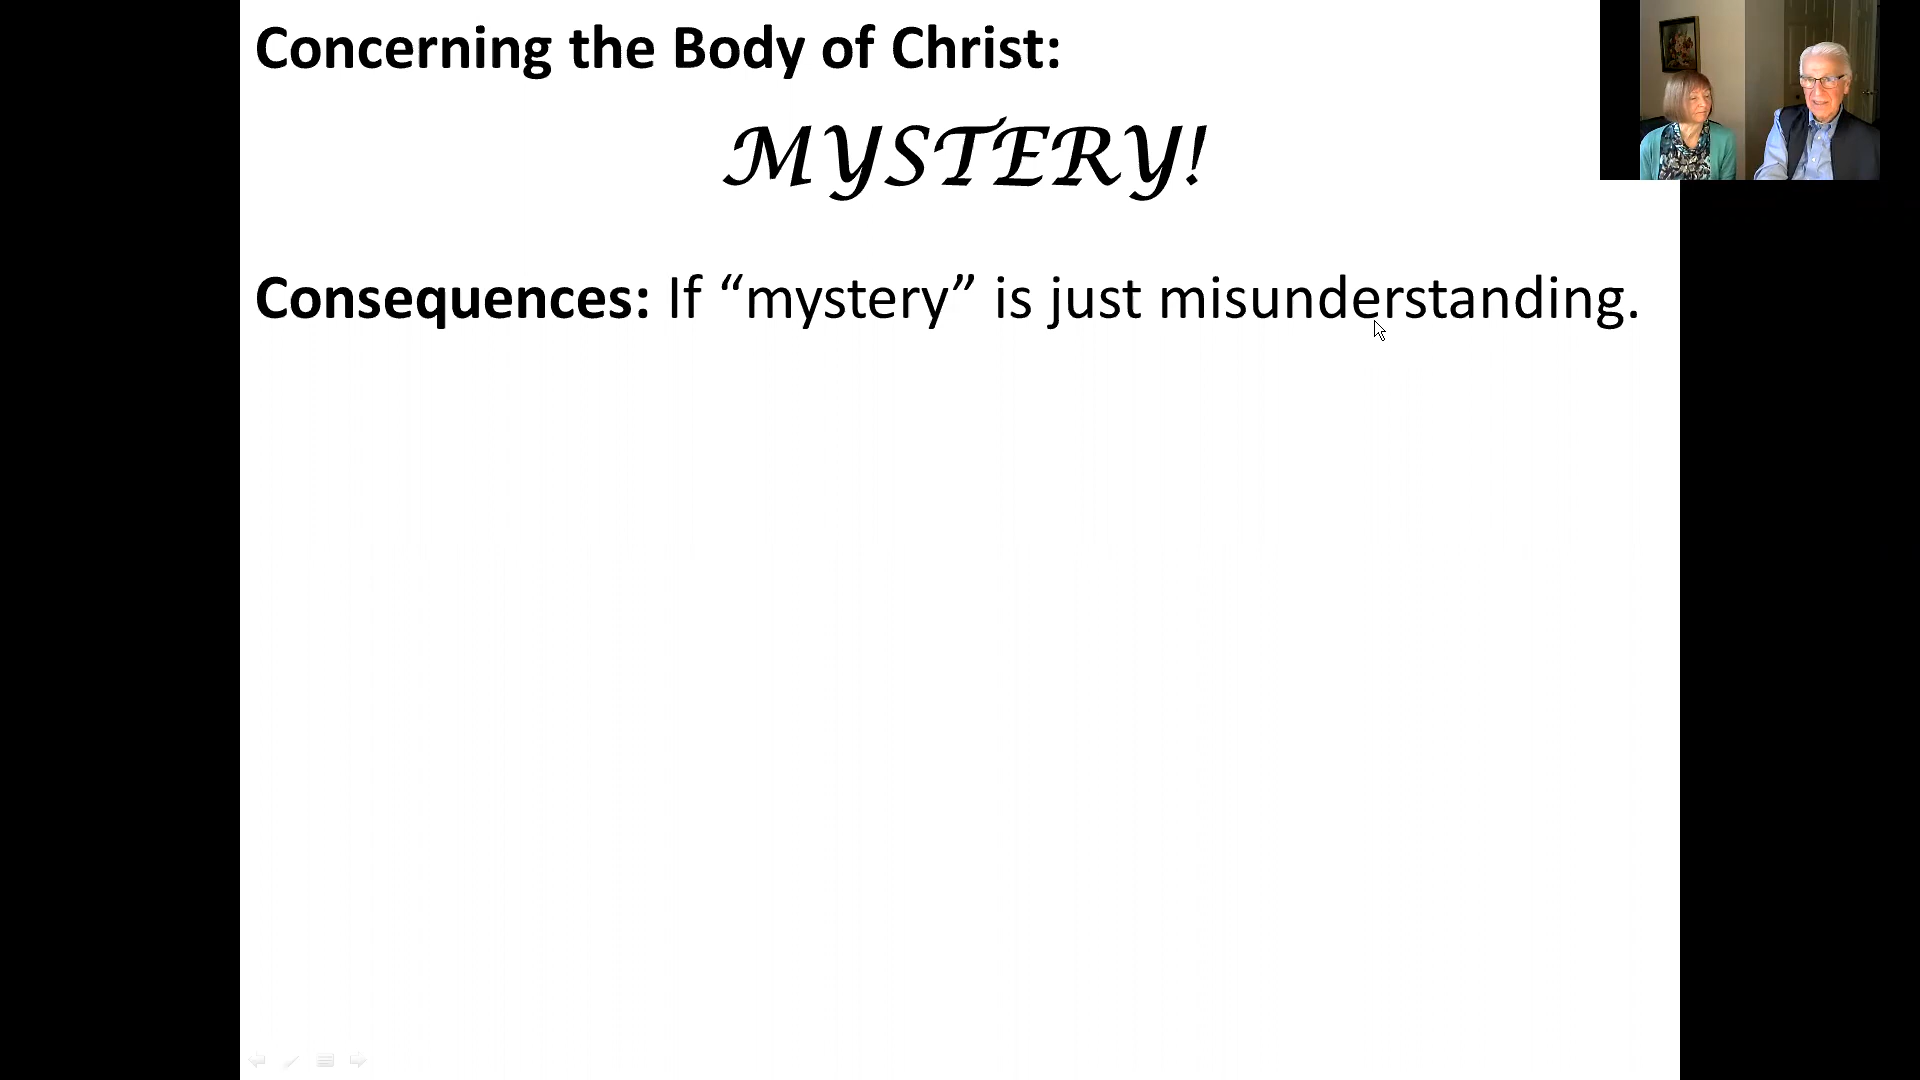 Concerning the Body of Christ:
MYSTERY!
Consequences: If “mystery” is just misunderstanding.